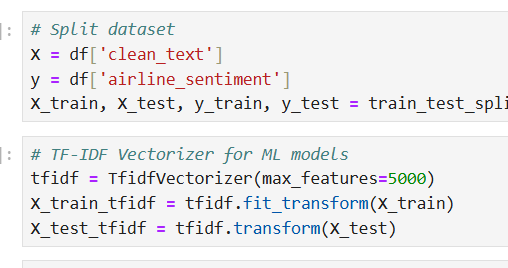 ]:
# Split dataset
X = df['clean_text']
y = df['airline_sentiment']
X_train, X_test, y_train, y_test = train_test_spli
]:
# TF-IDF Vectorizer for ML models
tfidf = TfidfVectorizer(max_features=5000)
X_train_tfidf = tfidf.fit_transform(X_train)
X_test_tfidf = tfidf.transform(X_test)